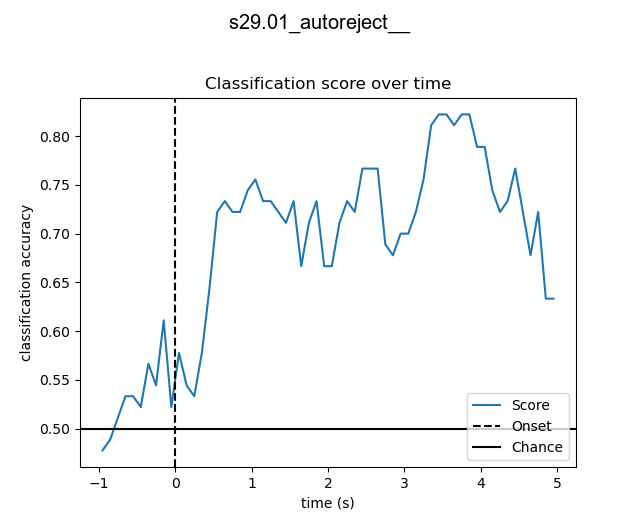 s29.01_autoreject__
Classification score over time
classification accuracy
0.80
0.75
0.70
0.65
0.60
0.55
0.50
Score
Onset
Chance
−1
0
1
2
3
4
5
time (s)